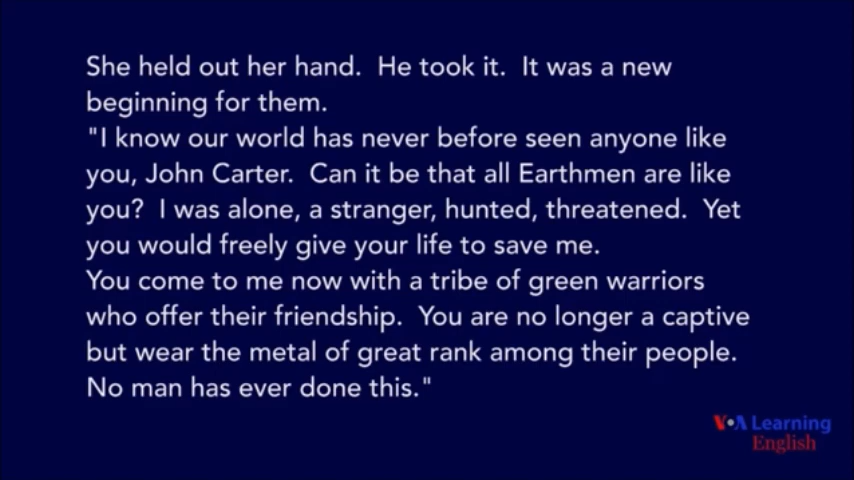 She held out her hand.  He took it.  It was a new
beginning for them.
"I know our world has never before seen anyone like
you, John Carter.  Can it be that all Earthmen are like
you?  I was alone, a stranger, hunted, threatened.  Yet
you would freely give your life to save me.
You come to me now with a tribe of green warriors
who offer their friendship.  You are no longer a captive
but wear the metal of great rank among their people.
No man has ever done this."
VOA Learning
English